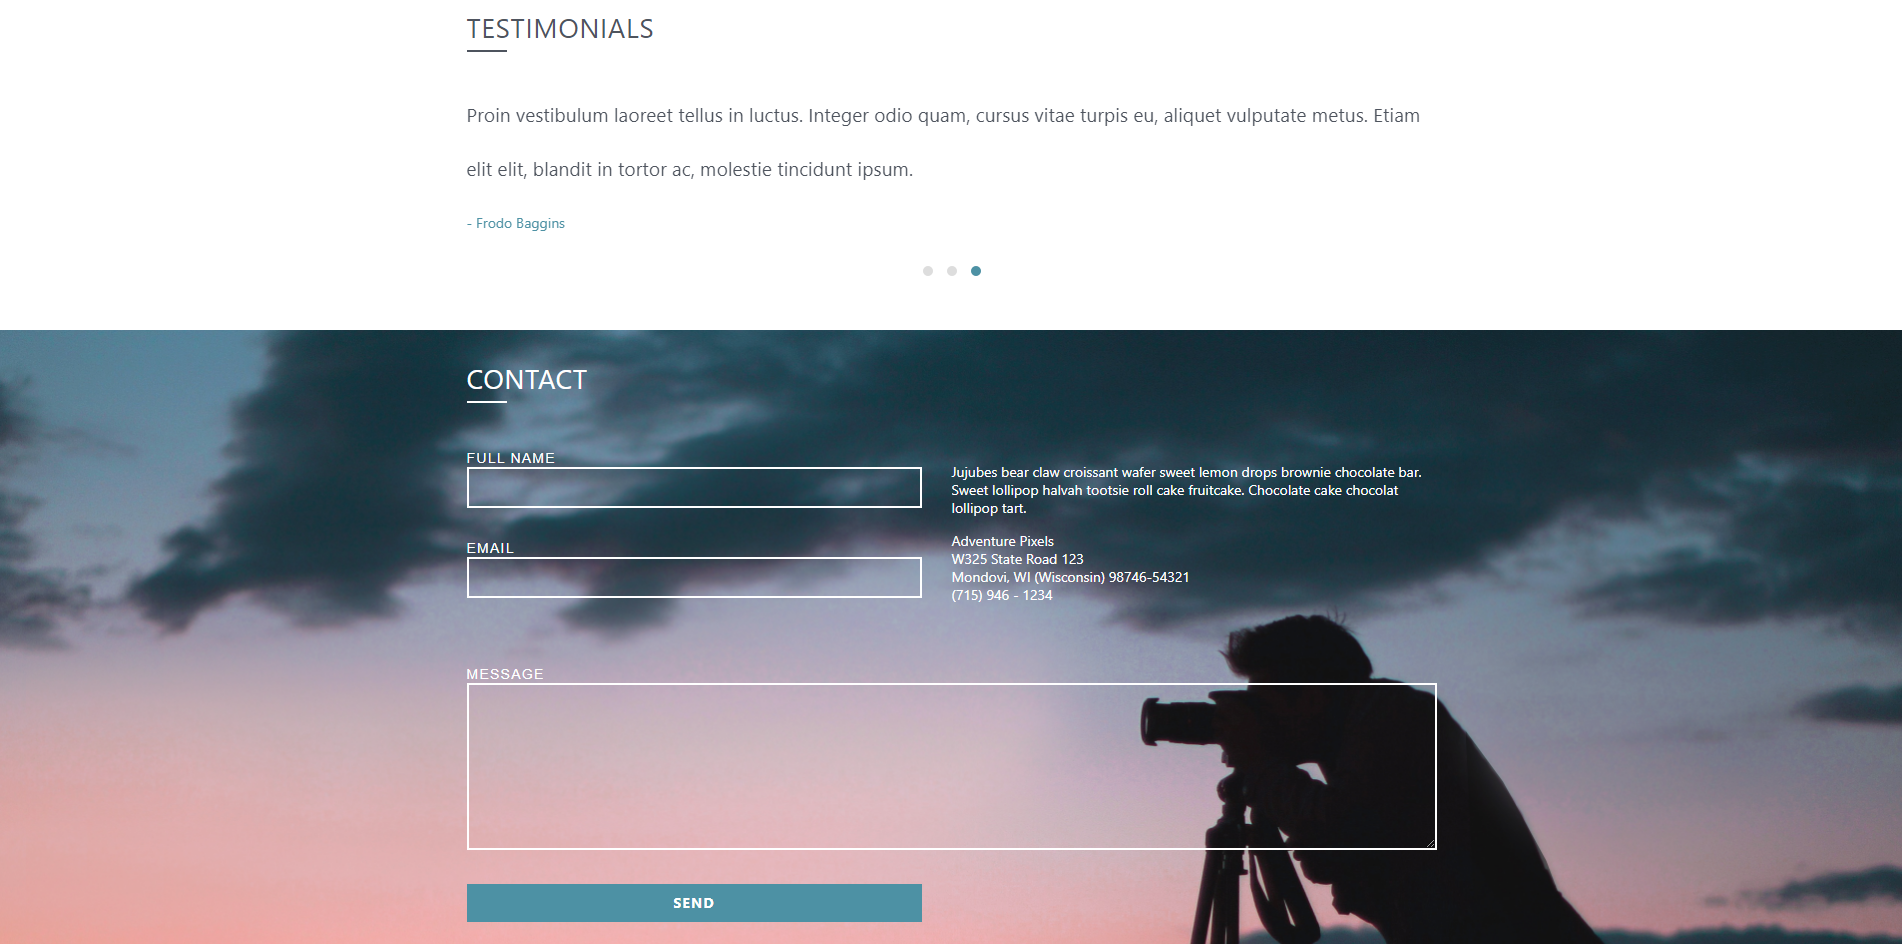 TESTIMONIALS
Proin vestibulum laoreet tellus in luctus. Integer odio quam, cursus vitae turpis eu, aliquet vulputate metus. Etiam
elit elit, blandit in tortor ac, molestie tincidunt ipsum.
- Frodo Baggins
CONTACT
FULL NAME
EMAIL
Jujubes bear claw croissant wafer sweet lemon drops brownie chocolate bar.
Sweet lollipop halvah tootsie roll cake fruitcake. Chocolate cake chocolat
lollipop tart.
Adventure Pixels
W325 State Road 123
Mondovi, WI (Wisconsin) 98746-54321
(715) 946 - 1234
MESSAGE
SEND